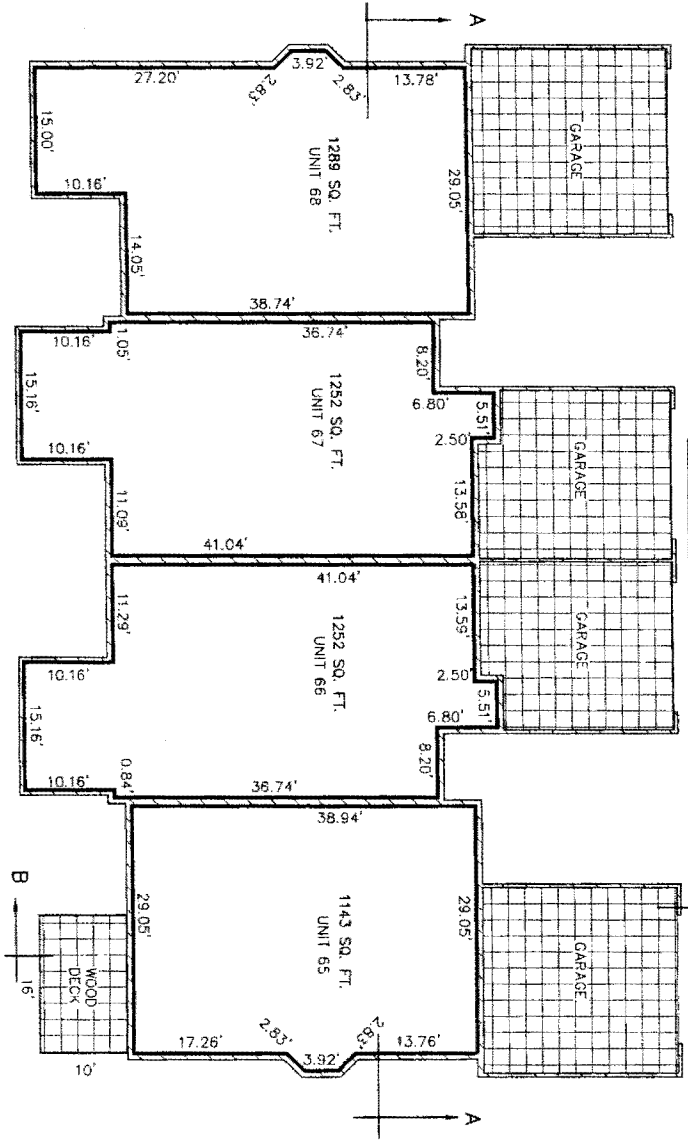 A
3.92'
2.83'
2.83'
27.20'
13.78'
GARAGE
15.00'
1289 SQ. FT.
UNIT 68
29.05'
10.16'
14.05'
38.74'
36.74'
10.16'
1.05'
8.20'
15.16'
1252 SQ. FT.
UNIT 67
6.80'
5.51'
2.50'
GARAGE
10.16'
11.09'
13.58'
41.04'
41.04'
11.29'
13.59'
GARAGE
1252 SQ. FT.
UNIT 66
10.16'
2.50'
5.51'
15.16'
6.80'
10.16'
0.84'
36.74'
8.20'
38.94'
29.05'
1143 SQ. FT.
UNIT 65
29.05'
GARAGE
B
WOOD
DECK
16'
10'
17.26'
2.83'
3.92'
2.83'
13.76'
A